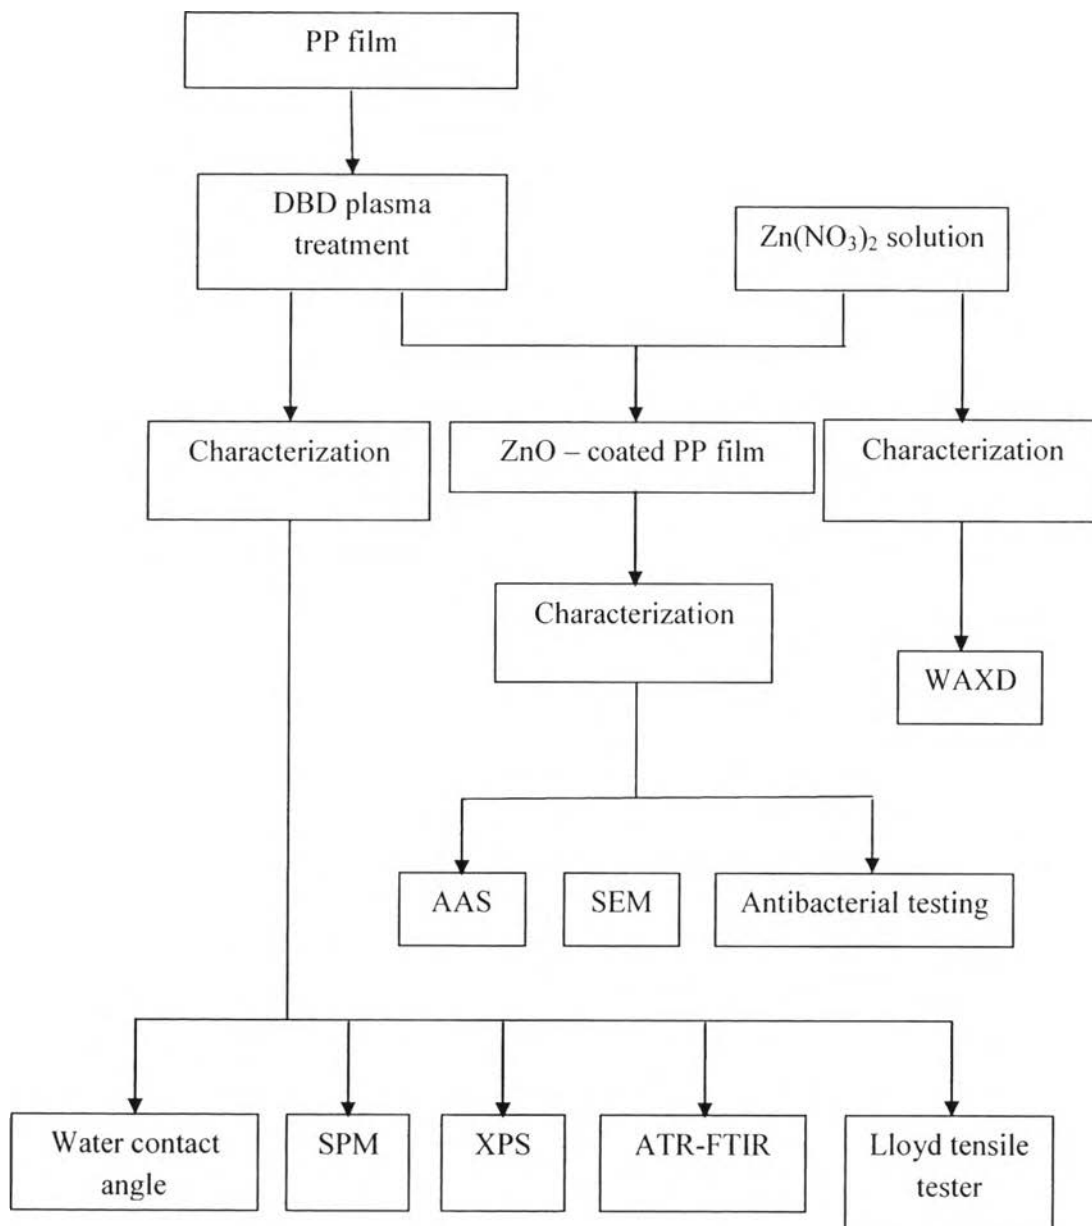 PP film
DBD plasma
treatment
Zn(NO₃)₂ solution
Characterization
ZnO – coated PP film
Characterization
Characterization
WAXD
AAS
SEM
Antibacterial testing
Water contact
angle
SPM
XPS
ATR-FTIR
Lloyd tensile
tester